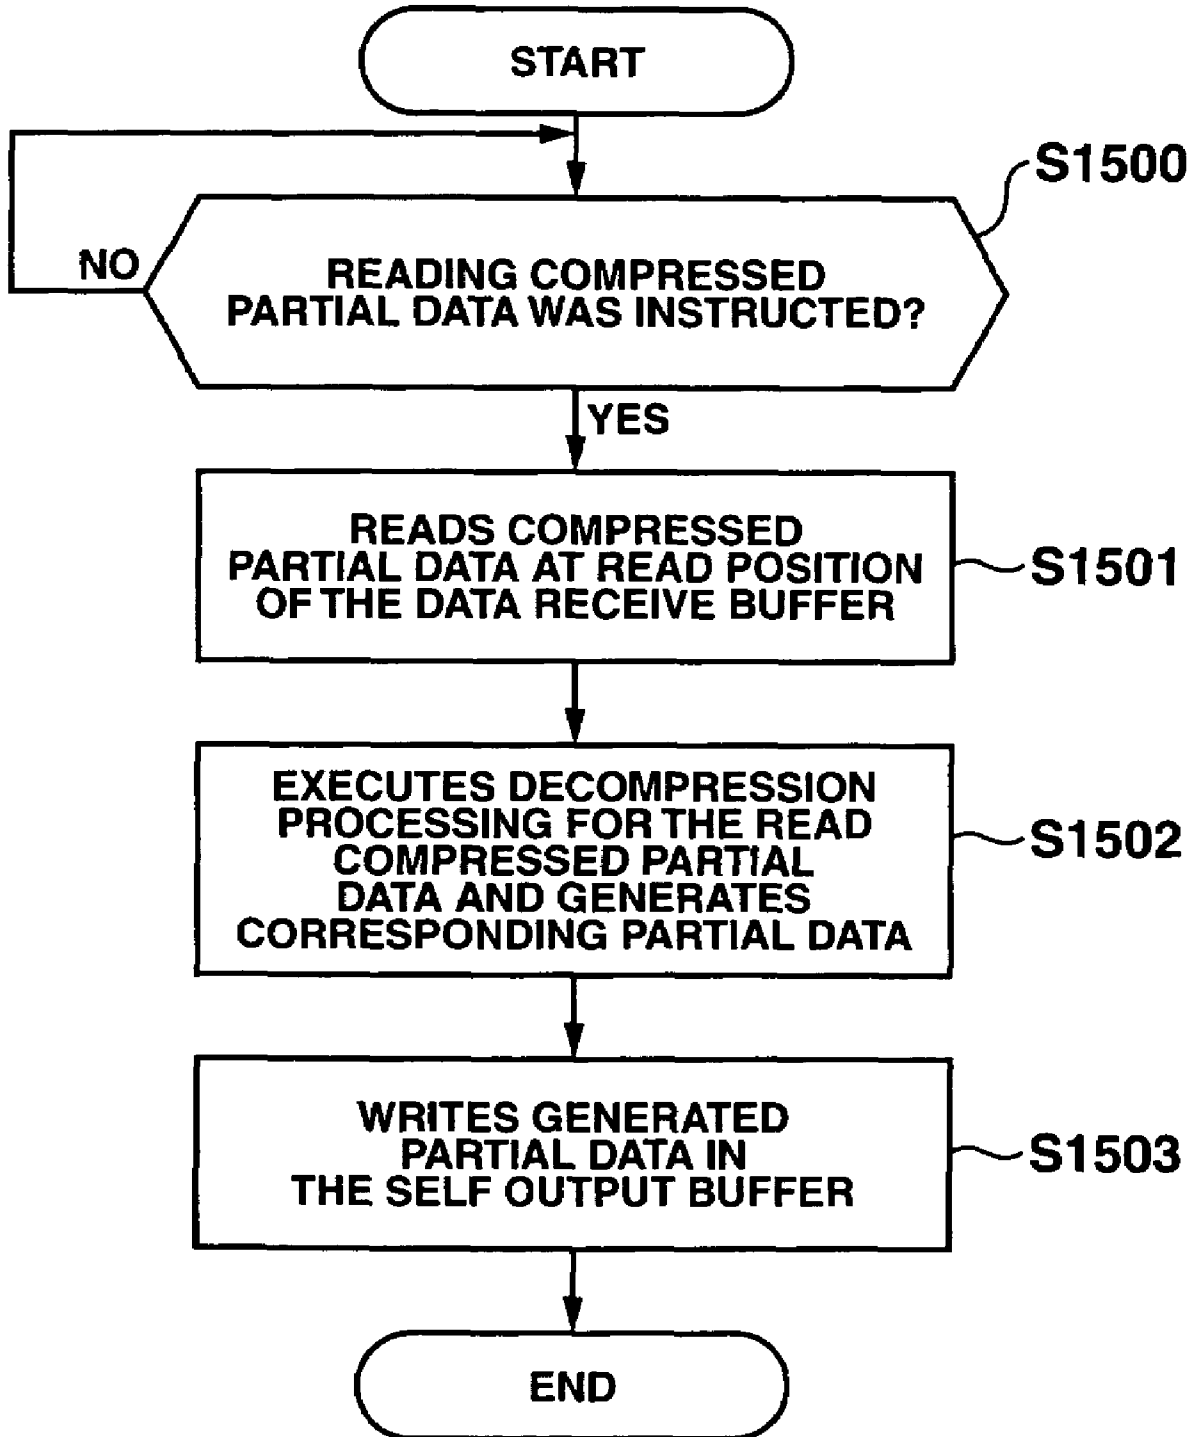 START
S1500
NO
READING COMPRESSED
PARTIAL DATA WAS INSTRUCTED?
YES
READS COMPRESSED
PARTIAL DATA AT READ POSITION
OF THE DATA RECEIVE BUFFER
S1501
EXECUTES DECOMPRESSION
PROCESSING FOR THE READ
COMPRESSED PARTIAL
DATA AND GENERATES
CORRESPONDING PARTIAL DATA
S1502
WRITES GENERATED
PARTIAL DATA IN
THE SELF OUTPUT BUFFER
S1503
END